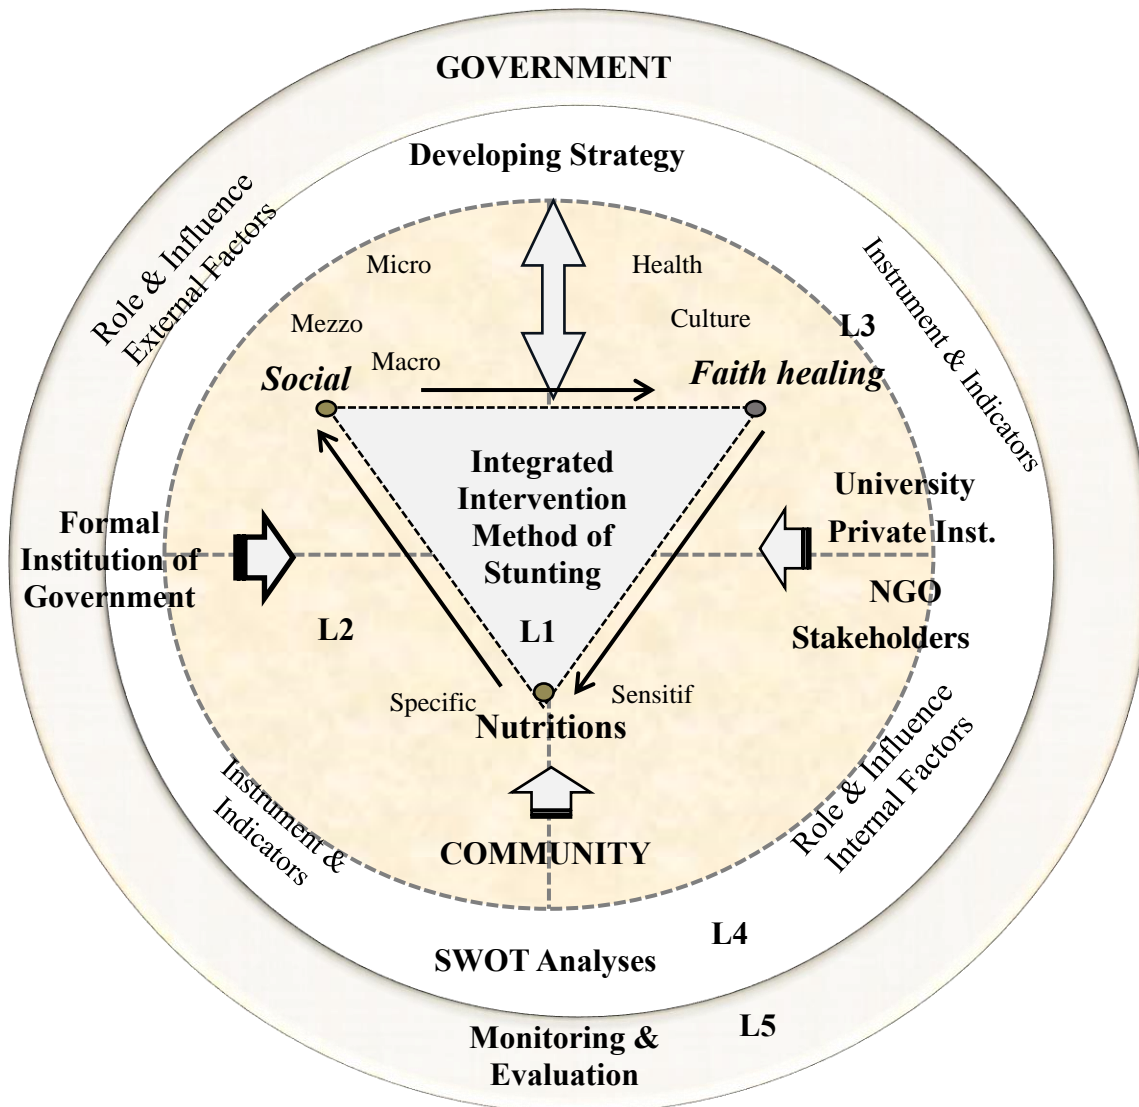 GOVERNMENT
Developing Strategy
Role & Influence
External Factors
Micro
Health
Mezzo
Culture
L3
Macro
Social
Faith healing
Instrument & Indicators
Integrated
Intervention
Method of
Stunting
L1
University
Private Inst.
NGO
Stakeholders
Formal
Institution of
Government
L2
Specific
Sensitif
Nutritions
Instrument &
Indicators
Role & Influence
Internal Factors
COMMUNITY
L4
SWOT Analyses
L5
Monitoring &
Evaluation